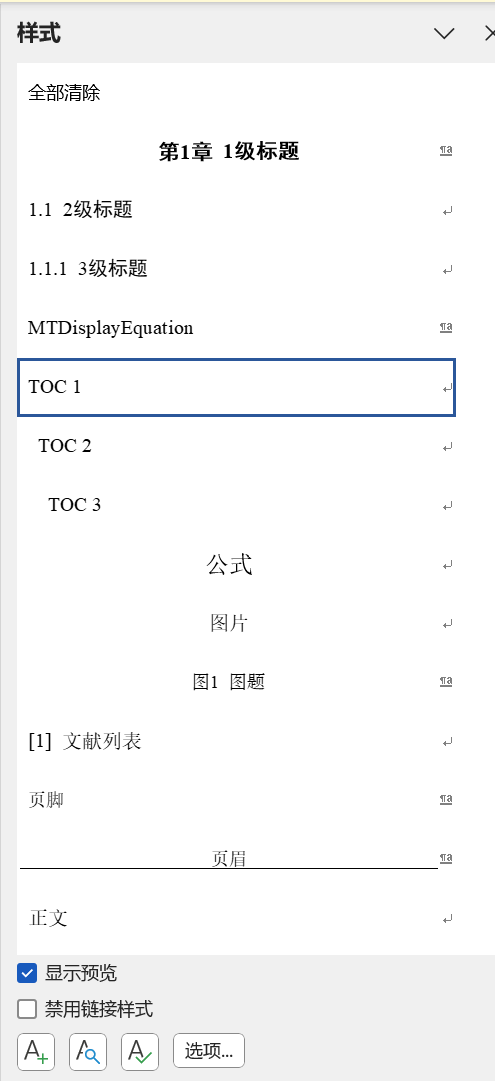 样式
全部清除
第1章 1级标题
1.1 2级标题
1.1.1 3级标题
MTDisplayEquation
TOC 1
TOC 2
TOC 3
公式
图片
图1 图题
[1] 文献列表
页脚
页眉
正文
显示预览
禁用链接样式
选项...